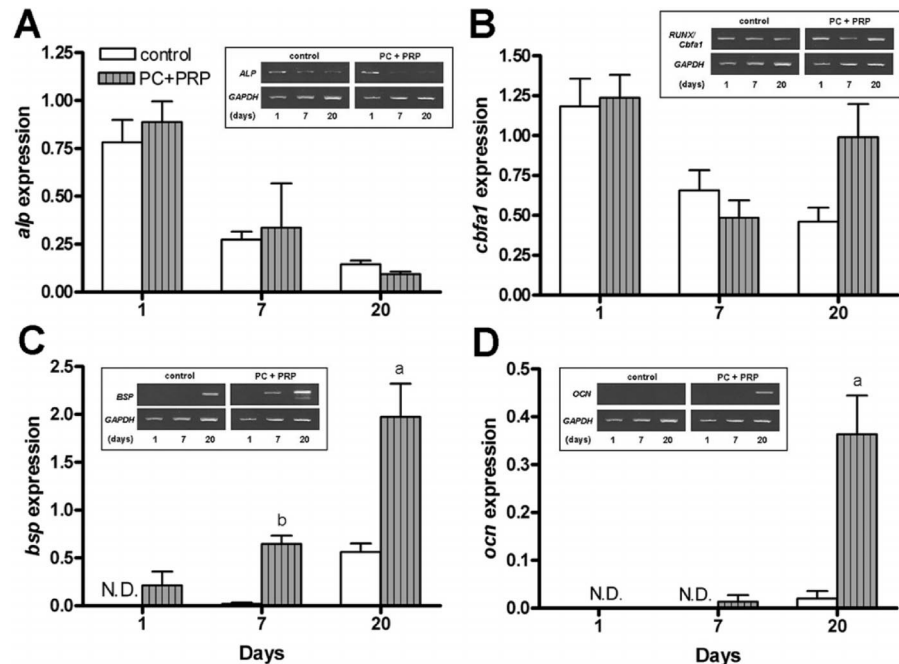 A
1.25
1.00
0.75
0.50
0.25
0.00
alp expression
control
PC+PRP
control PC + PRP
ALP
GAPDH
(days) 1 7 20 1 7 20
1 7 20
B
1.50
1.25
1.00
0.75
0.50
0.25
0.00
cbfa1 expression
control PC + PRP
RUNX/
Cbfa1
GAPDH
(days) 1 7 20 1 7 20
1 7 20
C
2.5
2.0
1.5
1.0
0.5
0.0
bsp expression
control PC + PRP
BSP
GAPDH
(days) 1 7 20 1 7 20
a
b
N.D.
1 7 20
Days
D
0.5
0.4
0.3
0.2
0.1
0.0
ocn expression
control PC + PRP
OCN
GAPDH
(days) 1 7 20 1 7 20
a
N.D. N.D.
1 7 20
Days